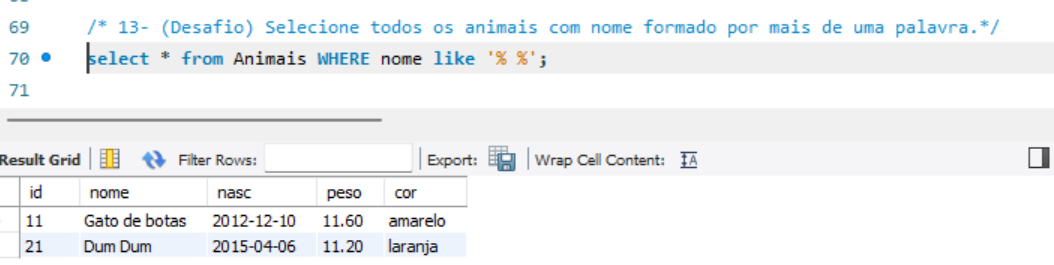 69 /* 13- (Desafio) Selecione todos os animais com nome formado por mais de uma palavra.*/
70 select * from Animais WHERE nome like '% %';
71
Result Grid Filter Rows: Export: Wrap Cell Content: IA
id nome nasc peso cor
11 Gato de botas 2012-12-10 11.60 amarelo
21 Dum Dum 2015-04-06 11.20 laranja